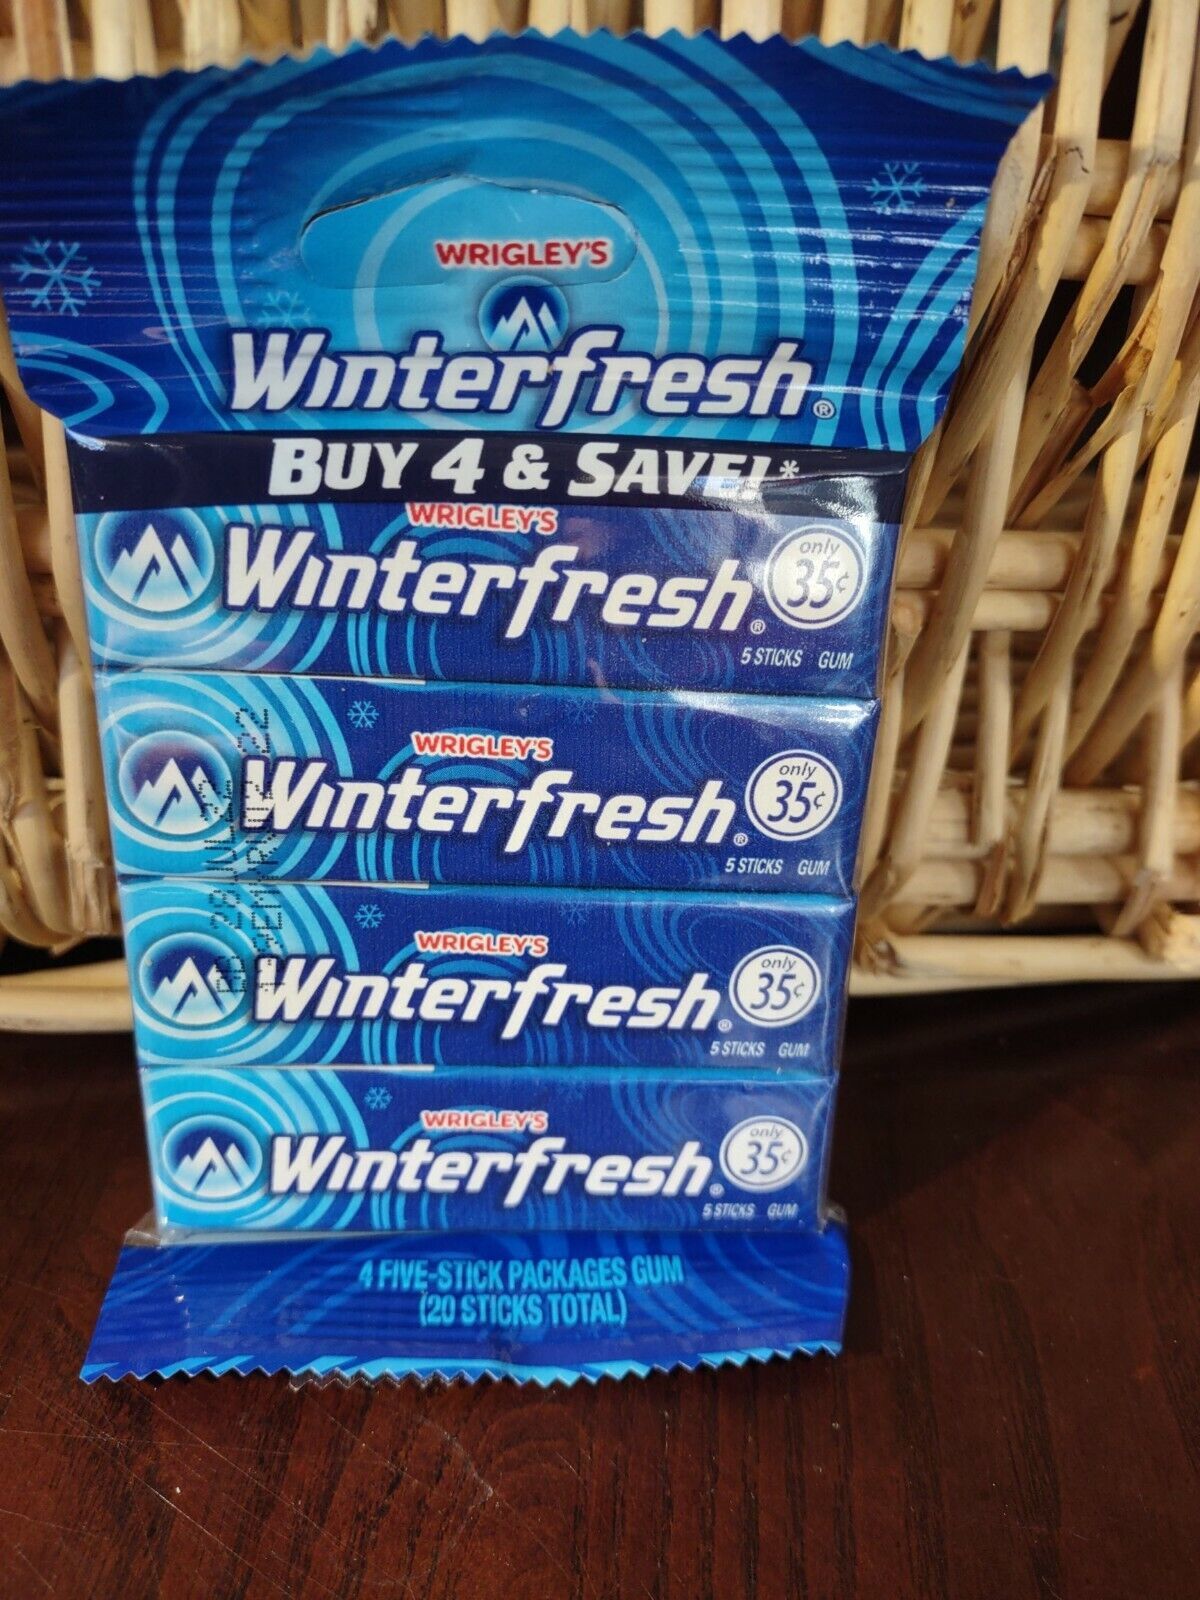 WRIGLEY'S
Winterfresh®
BUY 4 & SAVE!*
WRIGLEY'S
Winterfresh®
only
35¢
5 STICKS GUM
WRIGLEY'S
Winterfresh®
only
35¢
5 STICKS GUM
WRIGLEY'S
Winterfresh®
only
35¢
5 STICKS GUM
WRIGLEY'S
Winterfresh®
only
35¢
5 STICKS GUM
28JUL22
22
4 FIVE-STICK PACKAGES GUM
(20 STICKS TOTAL)